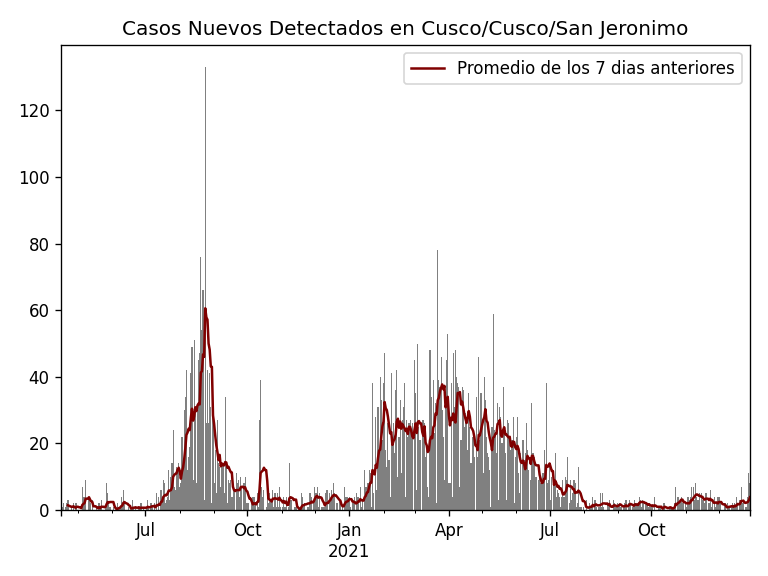 Casos Nuevos Detectados en Cusco/Cusco/San Jeronimo
Promedio de los 7 dias anteriores
120
100
80
60
40
20
0
Jul Oct Jan Apr Jul Oct
2021